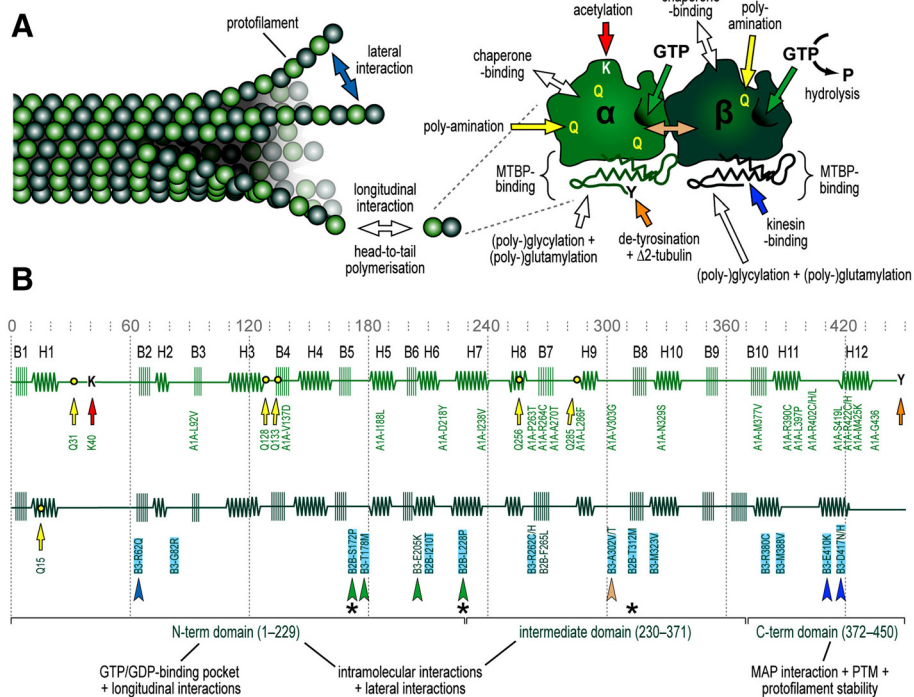 A
protofilament
lateral
interaction
longitudinal
interaction
head-to-tail
polymerisation
acetylation
chaperone
-binding
poly-
amination
chaperone
-binding
GTP
GTP
P
hydrolysis
K
Q
Q
Q
Q
α
β
poly-amination
MTBP-
binding
MTBP-
binding
Y
(poly-)glycylation +
(poly-)glutamylation
de-tyrosination
+ Δ2-tubulin
kinesin
-binding
(poly-)glycylation + (poly-)glutamylation
B
0 60 120 180 240 300 360 420
B1 H1 B2 H2 B3 H3 B4 H4 B5 H5 B6 H6 H7 H8 B7 H9 B8 H10 B9 B10 H11 H12
K
Y
Q31
K40
A1A-L92V
Q128
Q133
A1A-V137D
A1A-I188L
A1A-D218Y
A1A-I238V
Q256
A1A-P263T
A1A-R264C
A1A-A270T
Q285
A1A-L286F
A1A-V303G
A1A-N329S
A1A-M377V
A1A-R390C
A1A-L397P
A1A-R402C/H/L
A1A-S419L
A1A-R422C/H
A1A-M425K
A1A-G436
Q15
B3-R62Q
B3-G82R
B2B-S172P
B3-T178M
B3-E205K
B2B-I210T
B2B-L228P
B3-R262C/H
B2B-F265L
B3-A302V/T
B2B-T312M
B3-M323V
B3-R380C
B3-M388V
B3-E410K
B3-D417N/H
* * *
N-term domain (1–229)
intermediate domain (230–371)
C-term domain (372–450)
GTP/GDP-binding pocket
+ longitudinal interactions
intramolecular interactions
+ lateral interactions
MAP interaction + PTM +
protofilament stability